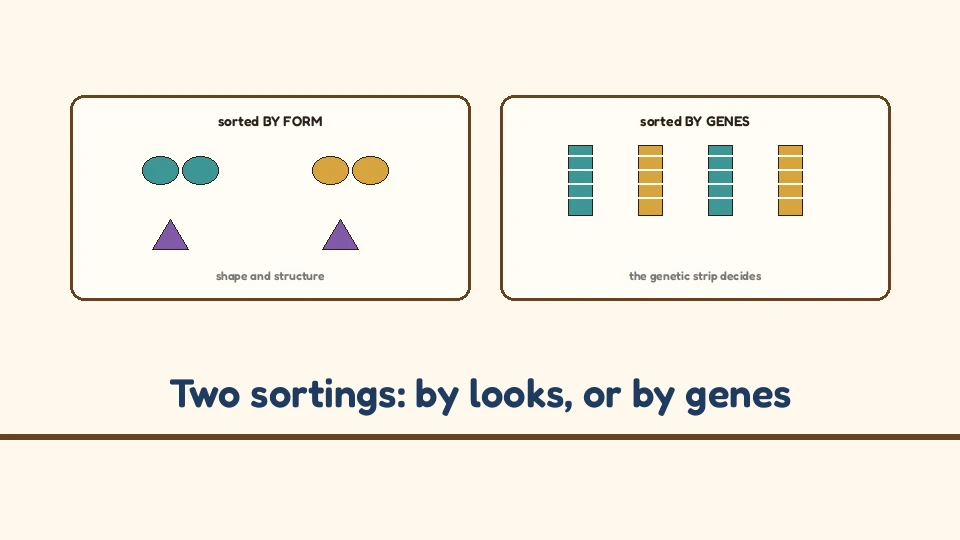 sorted BY FORM
shape and structure
sorted BY GENES
the genetic strip decides
Two sortings: by looks, or by genes